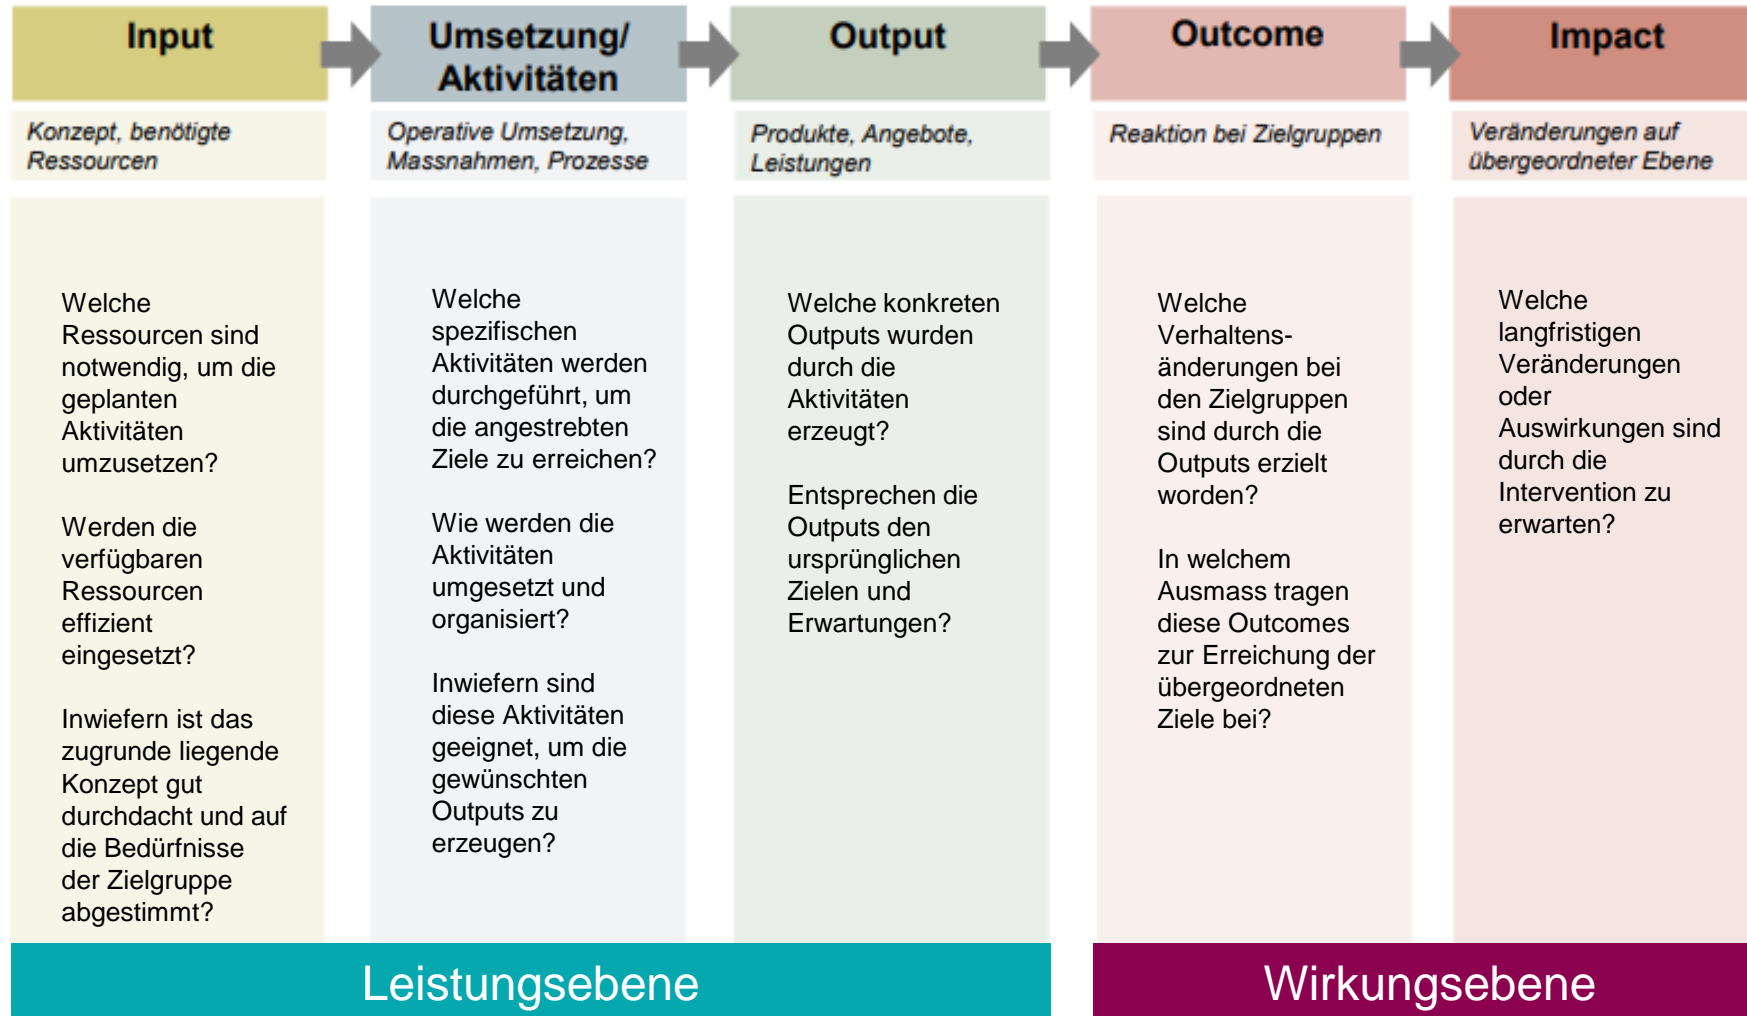 Input
Umsetzung/
Aktivitäten
Output
Outcome
Impact
Konzept, benötigte
Ressourcen
Operative Umsetzung,
Massnahmen, Prozesse
Produkte, Angebote,
Leistungen
Reaktion bei Zielgruppen
Veränderungen auf
übergeordneter Ebene
Welche
Ressourcen sind
notwendig, um die
geplanten
Aktivitäten
umzusetzen?
Werden die
verfügbaren
Ressourcen
effizient
eingesetzt?
Inwiefern ist das
zugrunde liegende
Konzept gut
durchdacht und auf
die Bedürfnisse
der Zielgruppe
abgestimmt?
Welche
spezifischen
Aktivitäten werden
durchgeführt, um
die angestrebten
Ziele zu erreichen?
Wie werden die
Aktivitäten
umgesetzt und
organisiert?
Inwiefern sind
diese Aktivitäten
geeignet, um die
gewünschten
Outputs zu
erzeugen?
Welche konkreten
Outputs wurden
durch die
Aktivitäten
erzeugt?
Entsprechen die
Outputs den
ursprünglichen
Zielen und
Erwartungen?
Welche
Verhaltens-
änderungen bei
den Zielgruppen
sind durch die
Outputs erzielt
worden?
In welchem
Ausmass tragen
diese Outcomes
zur Erreichung der
übergeordneten
Ziele bei?
Welche
langfristigen
Veränderungen
oder
Auswirkungen sind
durch die
Intervention zu
erwarten?
Leistungsebene
Wirkungsebene